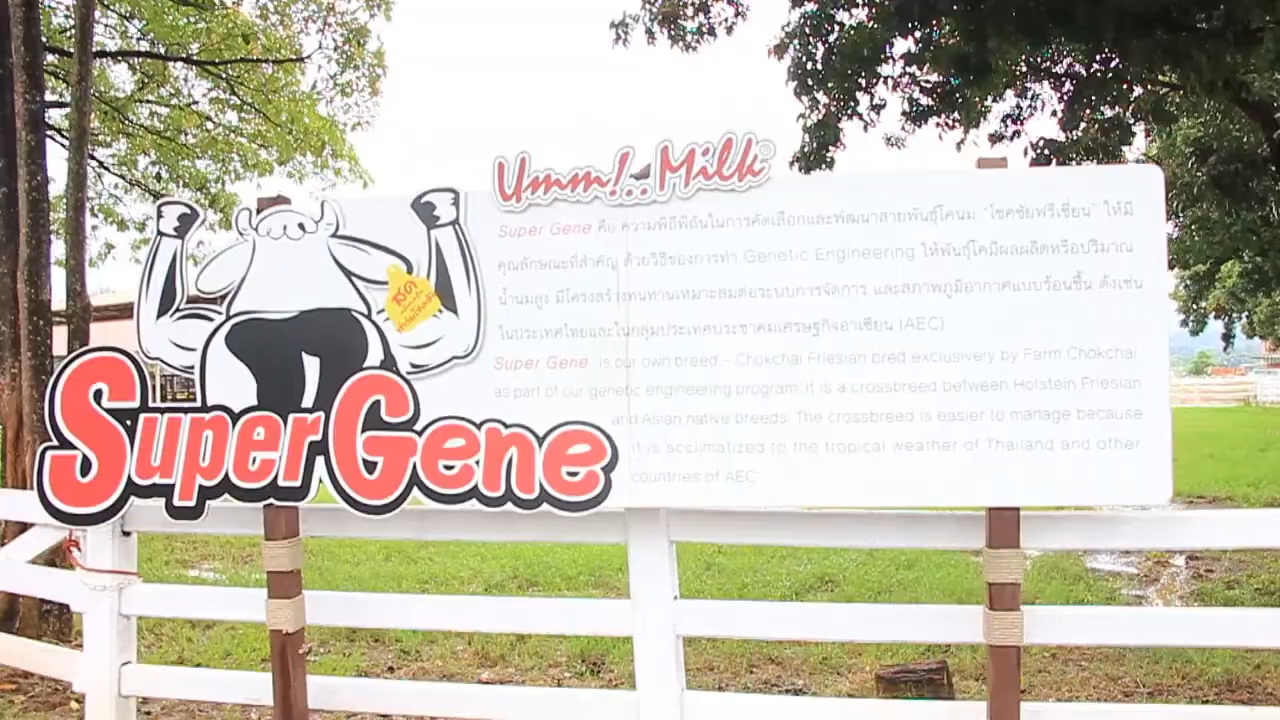 Umm!..Milk®
Super Gene คือ ความพิถีพิถันในการคัดเลือกและพัฒนาสายพันธุ์โคนม "โชคชัยฟรีเชี่ยน" ให้มี
คุณลักษณะที่สำคัญ ด้วยวิธีของการทำ Genetic Engineering ให้พันธุ์โคมีผลผลิตหรือปริมาณ
น้ำนมสูง มีโครงสร้างทนทานเหมาะสมต่อระบบการจัดการ และสภาพภูมิอากาศแบบร้อนชื้น ดังเช่น
ในประเทศไทยและในกลุ่มประเทศประชาคมเศรษฐกิจอาเซียน (AEC)
Super Gene is our own breed - Chokchai Friesian bred exclusively by Farm Chokchai
as part of our genetic engineering program. It is a crossbreed between Holstein Friesian
and Asian native breeds. The crossbreed is easier to manage because
it is acclimatized to the tropical weather of Thailand and other
countries of AEC
Super Gene